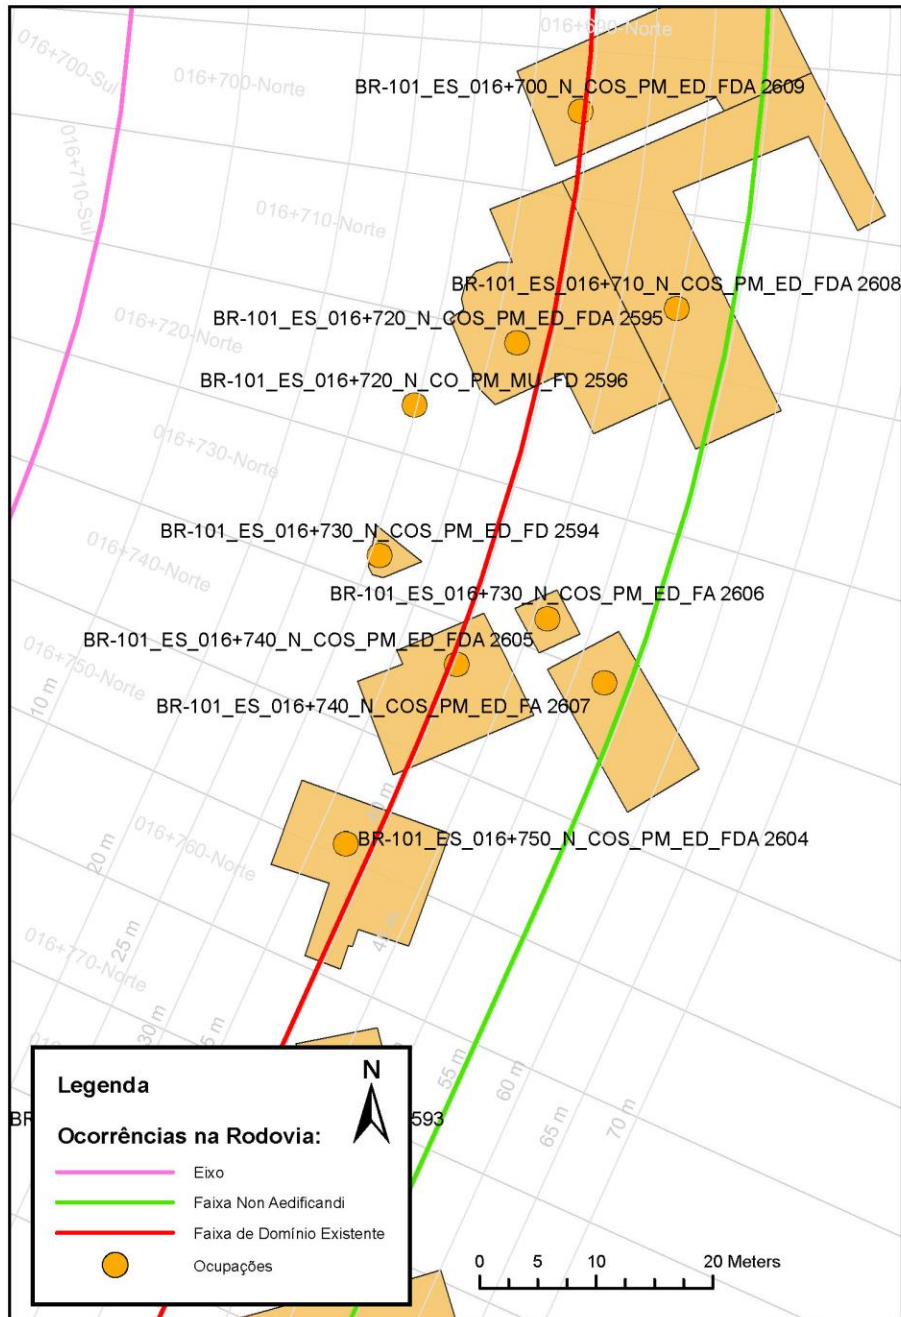 016+690-Norte
016+700-Sul
016+700-Norte
BR-101_ES_016+700_N_COS_PM_ED_FDA 2609
016+710-Sul
016+710-Norte
BR-101_ES_016+710_N_COS_PM_ED_FDA 2608
016+720-Norte
BR-101_ES_016+720_N_COS_PM_ED_FDA 2595
BR-101_ES_016+720_N_CO_PM_MU_FD 2596
016+730-Norte
BR-101_ES_016+730_N_COS_PM_ED_FD 2594
016+740-Norte
BR-101_ES_016+730_N_COS_PM_ED_FA 2606
BR-101_ES_016+740_N_COS_PM_ED_FDA 2605
016+750-Norte
10 m
BR-101_ES_016+740_N_COS_PM_ED_FA 2607
40 m
016+760-Norte
BR-101_ES_016+750_N_COS_PM_ED_FDA 2604
20 m
45 m
25 m
016+770-Norte
30 m
5 m
55 m
60 m
65 m
70 m
BR
593
Legenda
N
Ocorrências na Rodovia:
Eixo
Faixa Non Aedificandi
Faixa de Domínio Existente
Ocupações
0 5 10 20 Meters